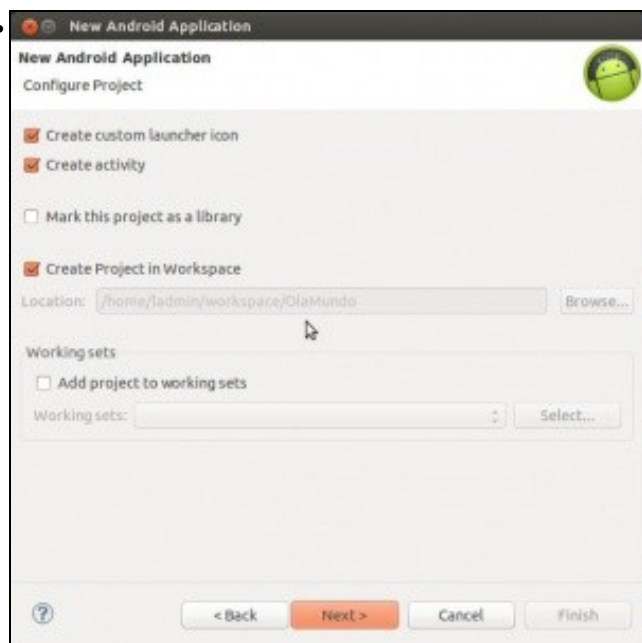 New Android Application
New Android Application
Configure Project
Create custom launcher icon
Create activity
Mark this project as a library
Create Project in Workspace
Location: /home/ladmin/workspace/OlaMundo Browse...
Working sets
Add project to working sets
Working sets: Select...
? < Back Next > Cancel Finish